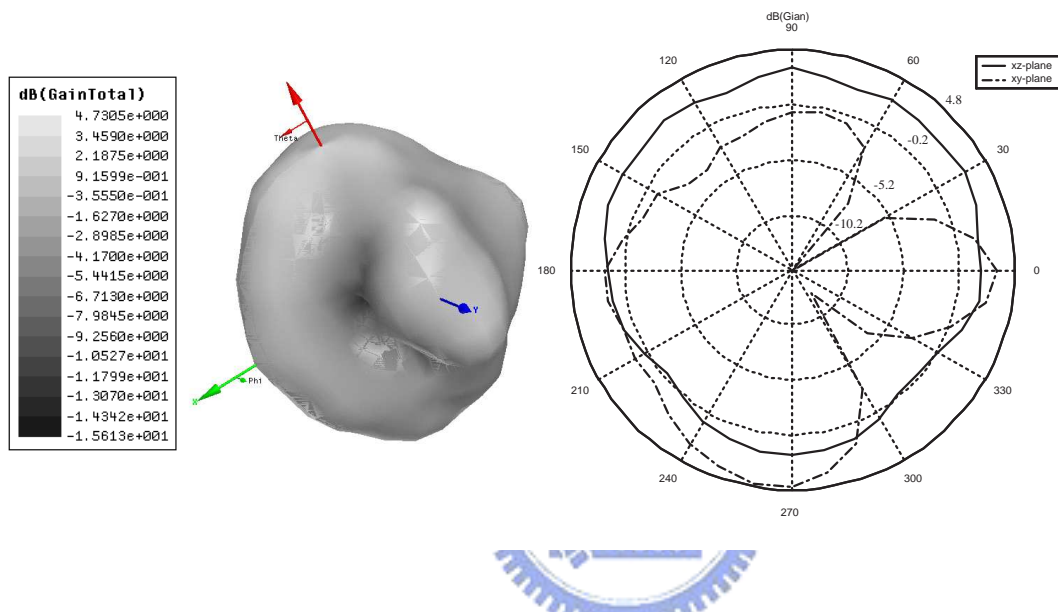 dB(GainTotal)
4.7305e+000
3.4590e+000
2.1875e+000
9.1599e-001
-3.5550e-001
-1.6270e+000
-2.8985e+000
-4.1700e+000
-5.4415e+000
-6.7130e+000
-7.9845e+000
-9.2560e+000
-1.0527e+001
-1.1799e+001
-1.3070e+001
-1.4342e+001
-1.5613e+001
Theta
Y
X
Phi
dB(Gian)
90
60
30
0
330
300
270
240
210
180
150
120
4.8
-0.2
-5.2
-10.2
xz-plane
xy-plane